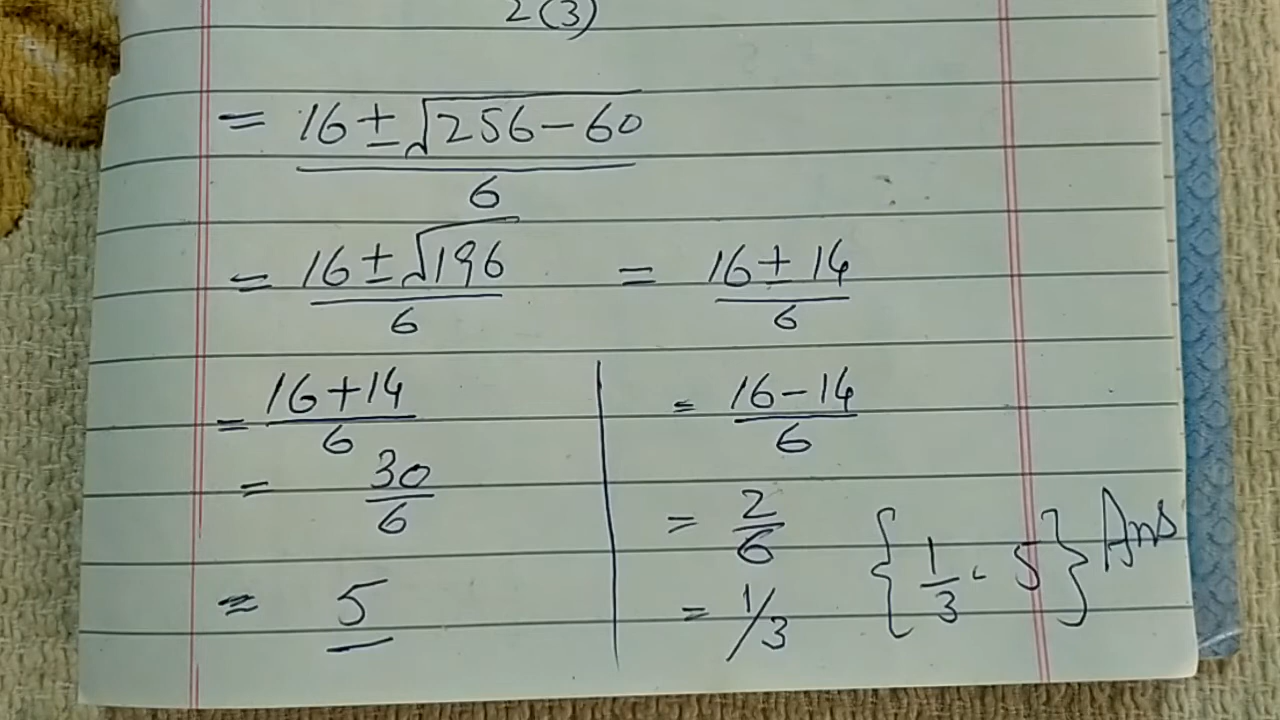 2(3)
= 16 ± √256 - 60 / 6
= 16 ± √196 / 6 = 16 ± 14 / 6
= 16 + 14 / 6 = 16 - 14 / 6
= 30 / 6 = 2 / 6
= 5 = 1/3 { 1/3 , 5 } Ans